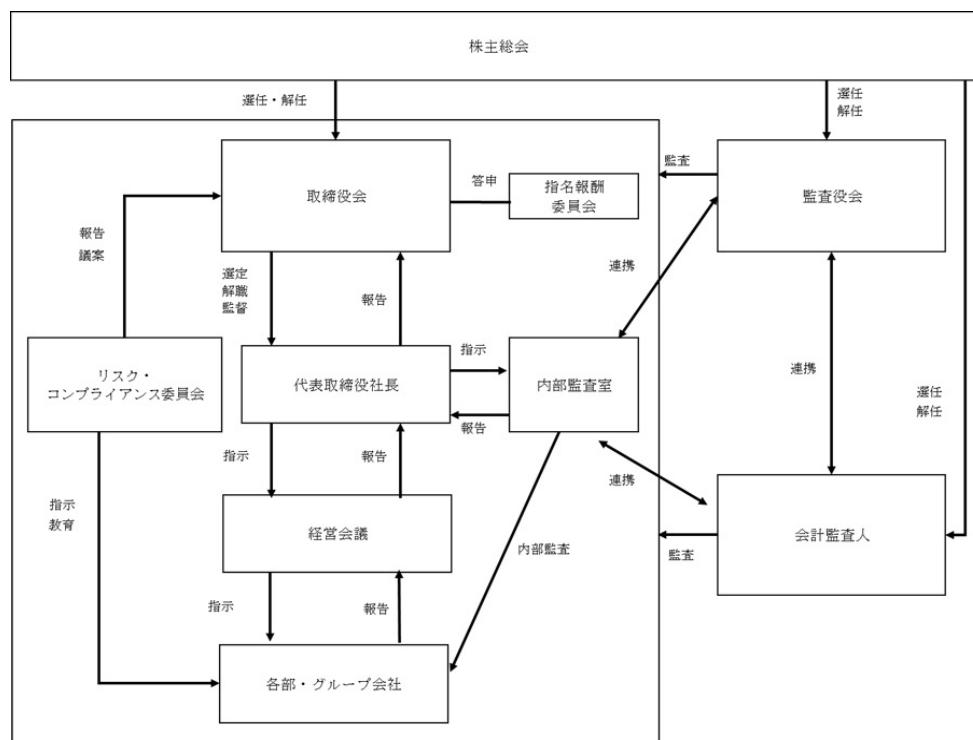 株主総会
選任・解任
選任
解任
取締役会
答申
指名報酬
委員会
監査
監査役会
報告
議案
選定
解職
監督
報告
連携
リスク・
コンプライアンス委員会
代表取締役社長
指示
報告
内部監査室
連携
選任
解任
指示
報告
連携
指示
教育
経営会議
内部監査
監査
会計監査人
指示
報告
各部・グループ会社